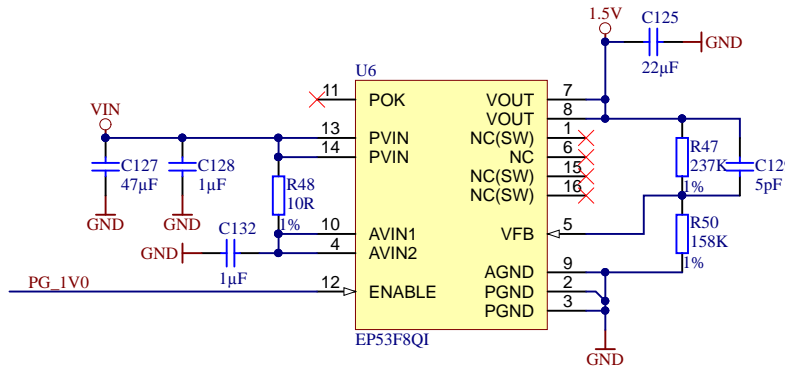 1.5V
C125
GND
22µF
U6
11
POK
VOUT
7
VOUT
8
VIN
13
PVIN
NC(SW)
1
14
PVIN
NC
6
NC(SW)
15
NC(SW)
16
C127
47µF
C128
1µF
R48
10R
1%
R47
237K
1%
C129
5pF
GND
GND
C132
GND
1µF
10
AVIN1
VFB
5
4
AVIN2
R50
158K
1%
AGND
9
PG_1V0
12
ENABLE
PGND
2
PGND
3
EP53F8QI
GND